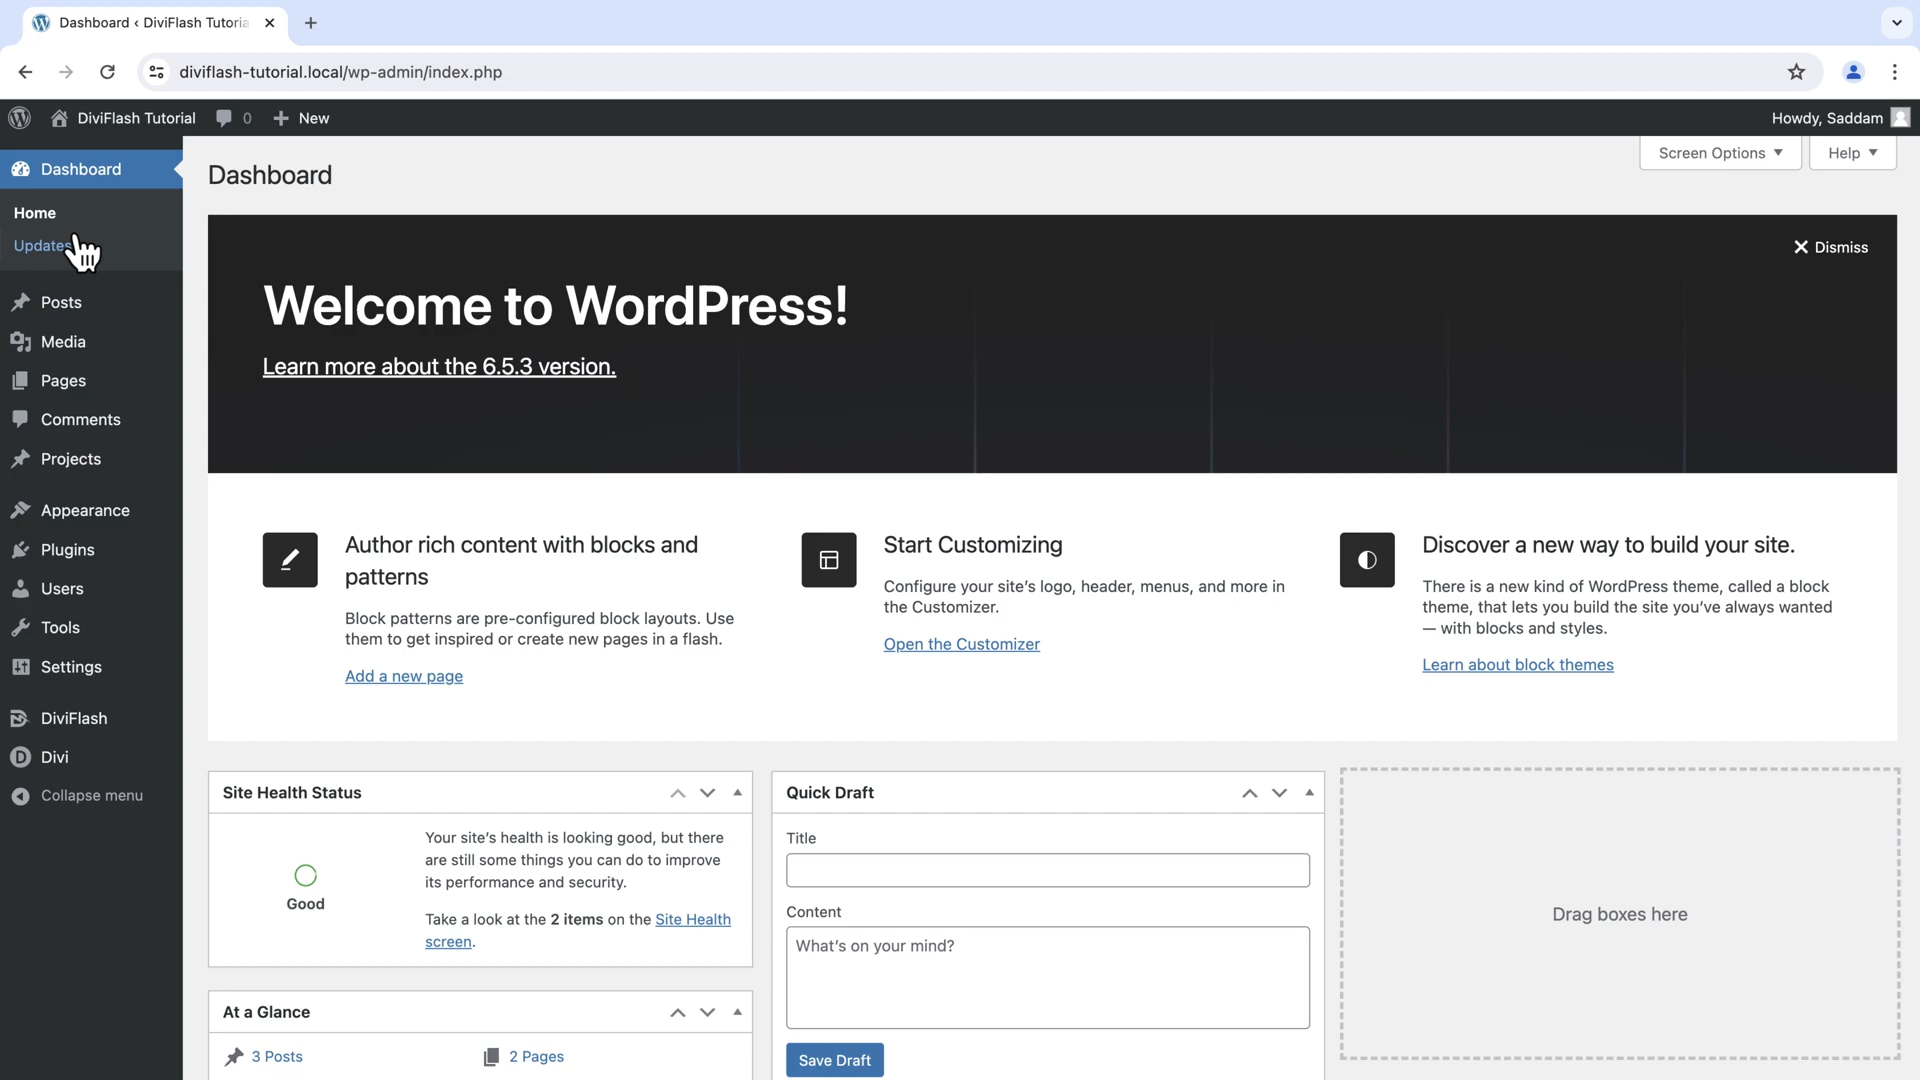 Dashboard ‹ DiviFlash Tutoria
diviflash-tutorial.local/wp-admin/index.php
DiviFlash Tutorial 0 New
Howdy, Saddam
Dashboard
Home
Updates
Posts
Media
Pages
Comments
Projects
Appearance
Plugins
Users
Tools
Settings
DiviFlash
Divi
Collapse menu
Dashboard
Screen Options
Help
Dismiss
Welcome to WordPress!
Learn more about the 6.5.3 version.
Author rich content with blocks and
patterns
Block patterns are pre-configured block layouts. Use
them to get inspired or create new pages in a flash.
Add a new page
Start Customizing
Configure your site’s logo, header, menus, and more in
the Customizer.
Open the Customizer
Discover a new way to build your site.
There is a new kind of WordPress theme, called a block
theme, that lets you build the site you’ve always wanted
— with blocks and styles.
Learn about block themes
Site Health Status
Good
Your site’s health is looking good, but there
are still some things you can do to improve
its performance and security.
Take a look at the 2 items on the Site Health
screen.
At a Glance
3 Posts
2 Pages
Quick Draft
Title
Content
What’s on your mind?
Save Draft
Drag boxes here